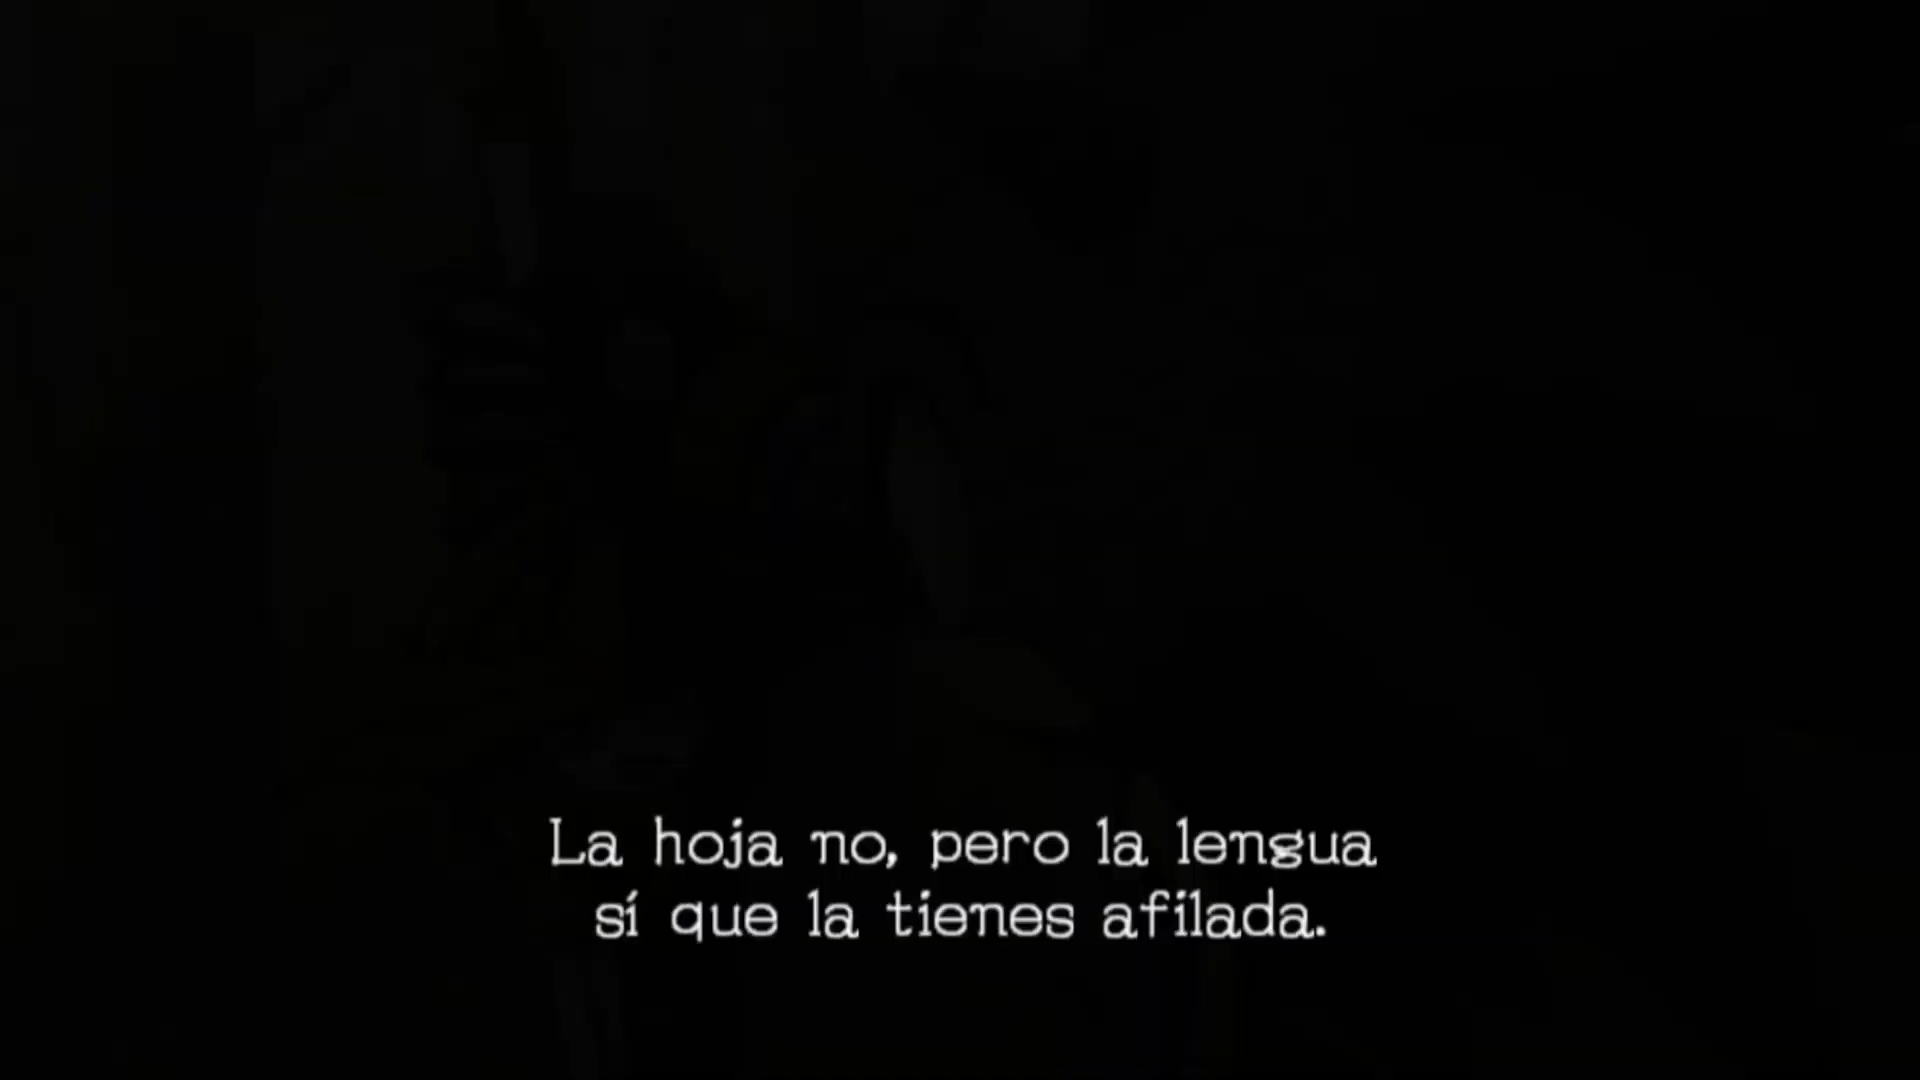 La hoja no, pero la lengua
sí que la tienes afilada.